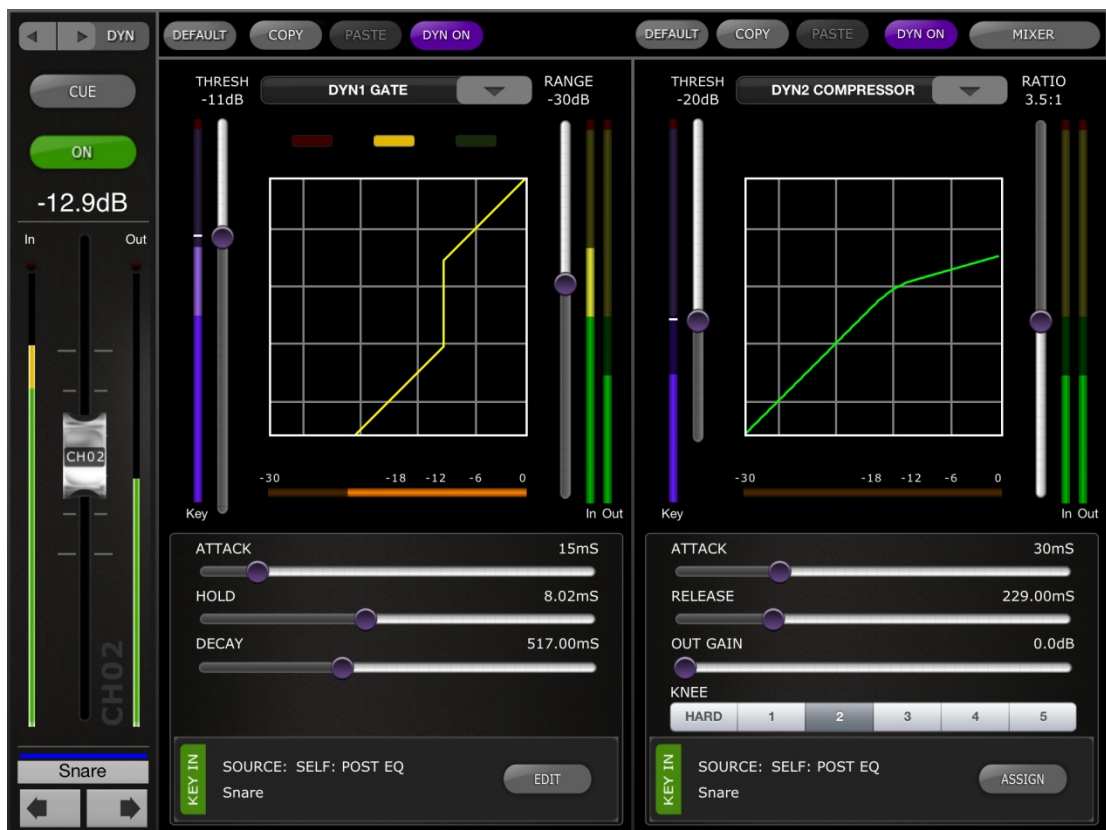 DYN
CUE
ON
-12.9dB
In Out
CH02
CH02
Snare
DEFAULT COPY PASTE DYN ON
THRESH
-11dB
DYN1 GATE
RANGE
-30dB
-30 -18 -12 -6 0
Key
In Out
ATTACK 15mS
HOLD 8.02mS
DECAY 517.00mS
KEY IN
SOURCE: SELF: POST EQ
Snare
EDIT
DEFAULT COPY PASTE DYN ON MIXER
THRESH
-20dB
DYN2 COMPRESSOR
RATIO
3.5:1
-30 -18 -12 -6 0
Key
In Out
ATTACK 30mS
RELEASE 229.00mS
OUT GAIN 0.0dB
KNEE
HARD 1 2 3 4 5
KEY IN
SOURCE: SELF: POST EQ
Snare
ASSIGN